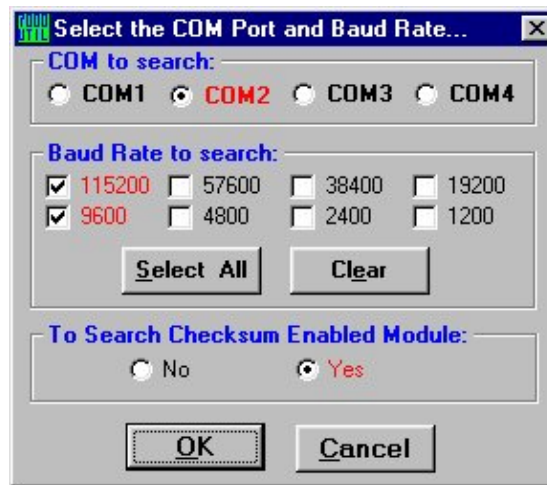 7000 UTIL Select the COM Port and Baud Rate...
COM to search:
COM1 COM2 COM3 COM4
Baud Rate to search:
115200 57600 38400 19200
9600 4800 2400 1200
Select All Clear
To Search Checksum Enabled Module:
No Yes
OK Cancel